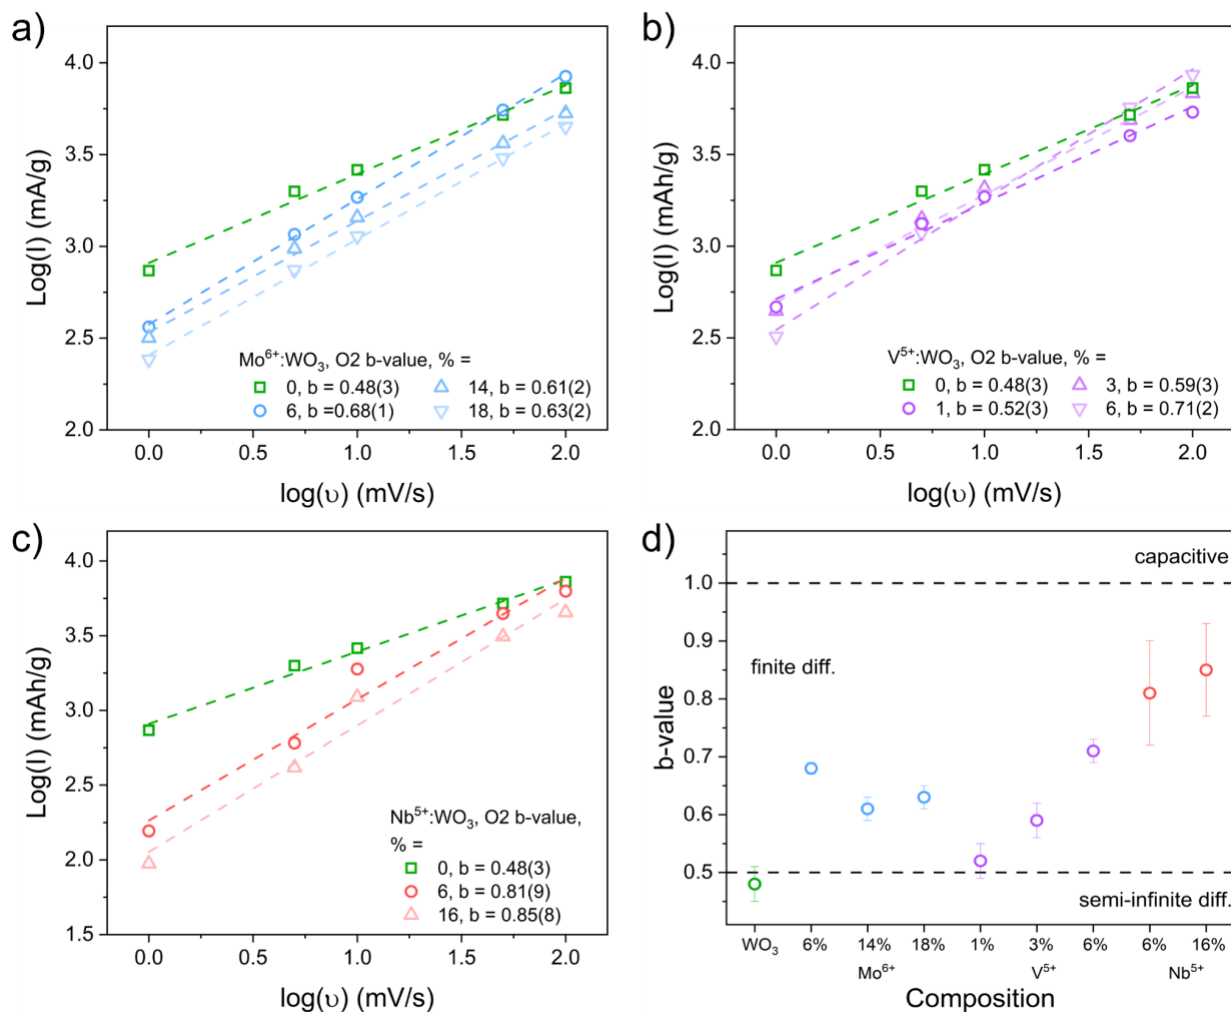 a)
4.0
3.5
3.0
2.5
2.0
Log(I) (mA/g)
Mo⁶⁺:WO₃, O2 b-value, % =
0, b = 0.48(3)
14, b = 0.61(2)
6, b =0.68(1)
18, b = 0.63(2)
0.0 0.5 1.0 1.5 2.0
log(υ) (mV/s)
b)
4.0
3.5
3.0
2.5
2.0
Log(I) (mAh/g)
V⁵⁺:WO₃, O2 b-value, % =
0, b = 0.48(3)
3, b = 0.59(3)
1, b = 0.52(3)
6, b = 0.71(2)
0.0 0.5 1.0 1.5 2.0
log(υ) (mV/s)
c)
4.0
3.5
3.0
2.5
2.0
1.5
Log(I) (mAh/g)
Nb⁵⁺:WO₃, O2 b-value,
% =
0, b = 0.48(3)
6, b = 0.81(9)
16, b = 0.85(8)
0.0 0.5 1.0 1.5 2.0
log(υ) (mV/s)
d)
capacitive
1.0
0.9
0.8
0.7
0.6
0.5
b-value
finite diff.
semi-infinite diff.
WO₃ 6% 14% 18% 1% 3% 6% 6% 16%
Mo⁶⁺ V⁵⁺ Nb⁵⁺
Composition